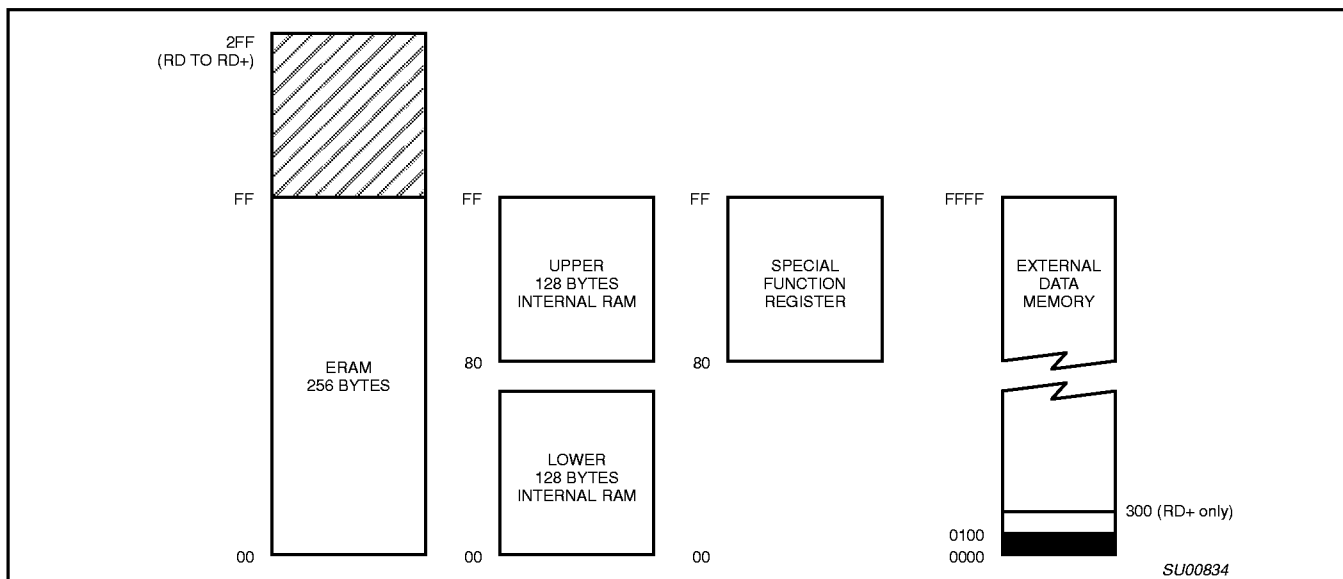 2FF
(RD TO RD+)
FF
ERAM
256 BYTES
00
FF
UPPER
128 BYTES
INTERNAL RAM
80
LOWER
128 BYTES
INTERNAL RAM
00
FF
SPECIAL
FUNCTION
REGISTER
80
00
FFFF
EXTERNAL
DATA
MEMORY
300 (RD+ only)
0100
0000
SU00834